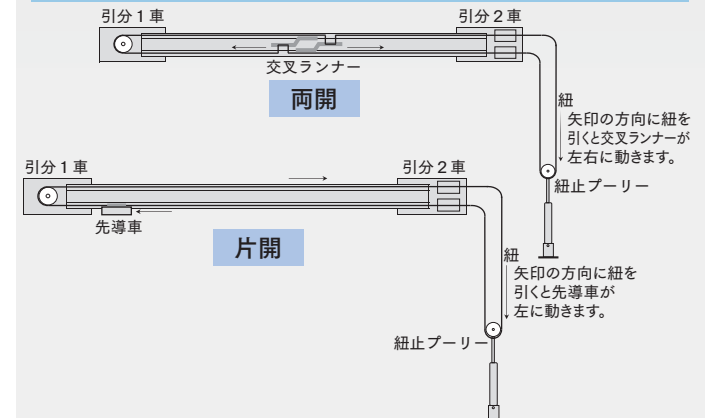 引分1車
引分2車
交叉ランナー
両開
紐
矢印の方向に紐を
引くと交叉ランナーが
左右に動きます。
紐止プーリー
引分1車
引分2車
先導車
片開
紐
矢印の方向に紐を
引くと先導車が
左に動きます。
紐止プーリー